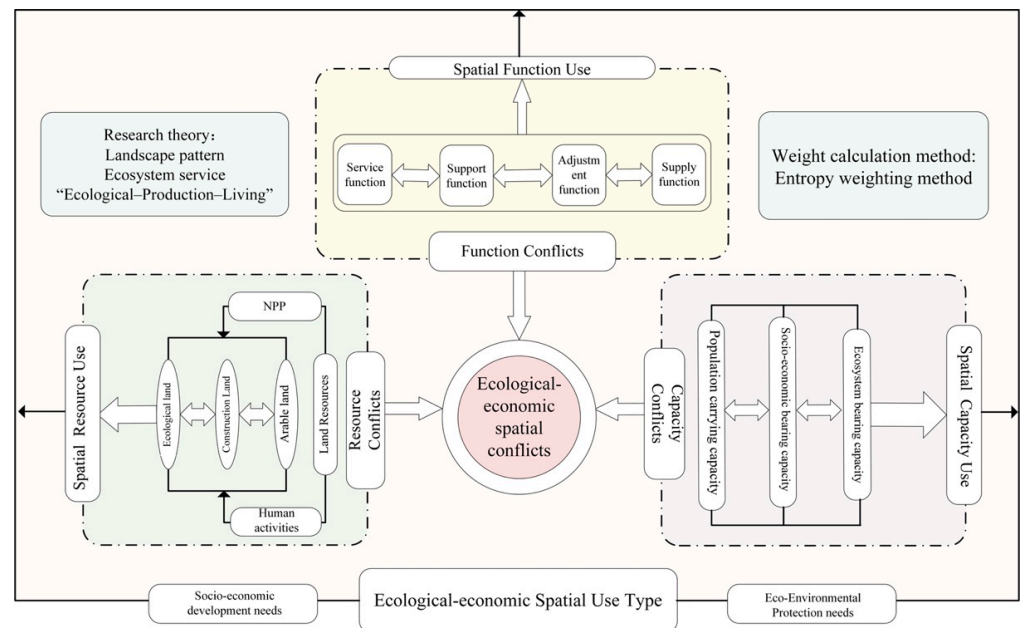 Spatial Function Use
Research theory：
Landscape pattern
Ecosystem service
“Ecological–Production–Living”
Service
function
Support
function
Adjustm
ent
function
Supply
function
Weight calculation method:
Entropy weighting method
Function Conflicts
Spatial Resource Use
NPP
Ecological land
Construction Land
Arable land
Land Resources
Human
activities
Resource
Conflicts
Ecological-
economic
spatial
conflicts
Capacity
Conflicts
Population carrying capacity
Socio-economic bearing capacity
Ecosystem bearing capacity
Spatial Capacity Use
Socio-economic
development needs
Ecological-economic Spatial Use Type
Eco-Environmental
Protection needs